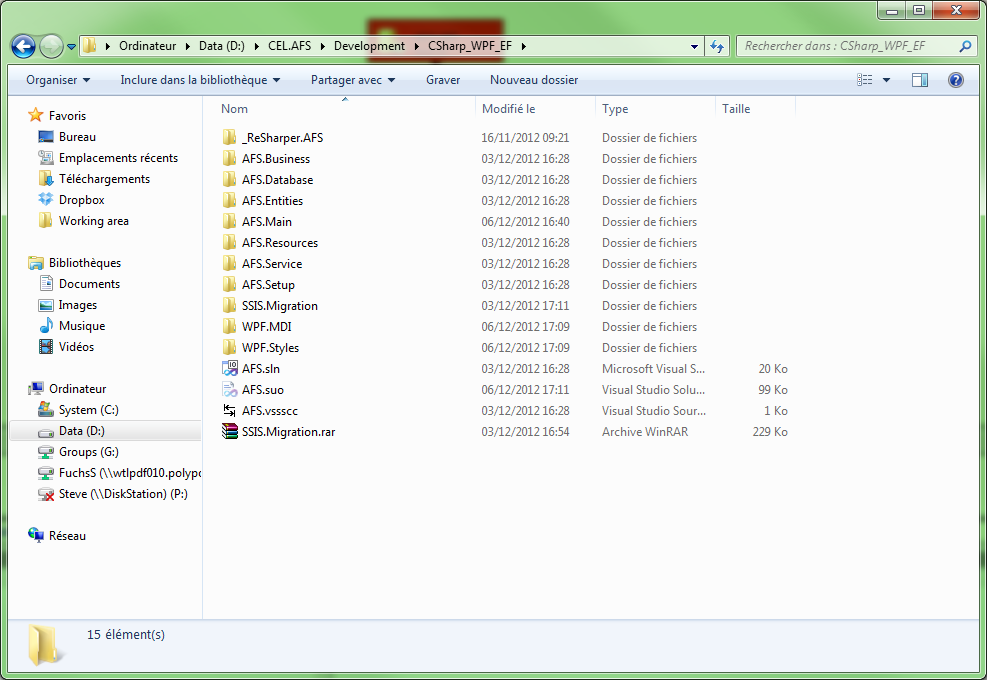 Ordinateur Data (D:) CEL.AFS Development CSharp_WPF_EF
Rechercher dans : CSharp_WPF_EF
Organiser Inclure dans la bibliothèque Partager avec Graver Nouveau dossier
Favoris
Bureau
Emplacements récents
Téléchargements
Dropbox
Working area
Bibliothèques
Documents
Images
Musique
Vidéos
Ordinateur
System (C:)
Data (D:)
Groups (G:)
FuchsS (\\wtlpdf010.polypo
Steve (\\DiskStation) (P:)
Réseau
Nom Modifié le Type Taille
_ReSharper.AFS 16/11/2012 09:21 Dossier de fichiers
AFS.Business 03/12/2012 16:28 Dossier de fichiers
AFS.Database 03/12/2012 16:28 Dossier de fichiers
AFS.Entities 03/12/2012 16:28 Dossier de fichiers
AFS.Main 06/12/2012 16:40 Dossier de fichiers
AFS.Resources 03/12/2012 16:28 Dossier de fichiers
AFS.Service 03/12/2012 16:28 Dossier de fichiers
AFS.Setup 03/12/2012 16:28 Dossier de fichiers
SSIS.Migration 03/12/2012 17:11 Dossier de fichiers
WPF.MDI 06/12/2012 17:09 Dossier de fichiers
WPF.Styles 06/12/2012 17:09 Dossier de fichiers
AFS.sln 03/12/2012 16:28 Microsoft Visual S... 20 Ko
AFS.suo 06/12/2012 17:11 Visual Studio Solu... 99 Ko
AFS.vssscc 03/12/2012 16:28 Visual Studio Sour... 1 Ko
SSIS.Migration.rar 03/12/2012 16:54 Archive WinRAR 229 Ko
15 élément(s)